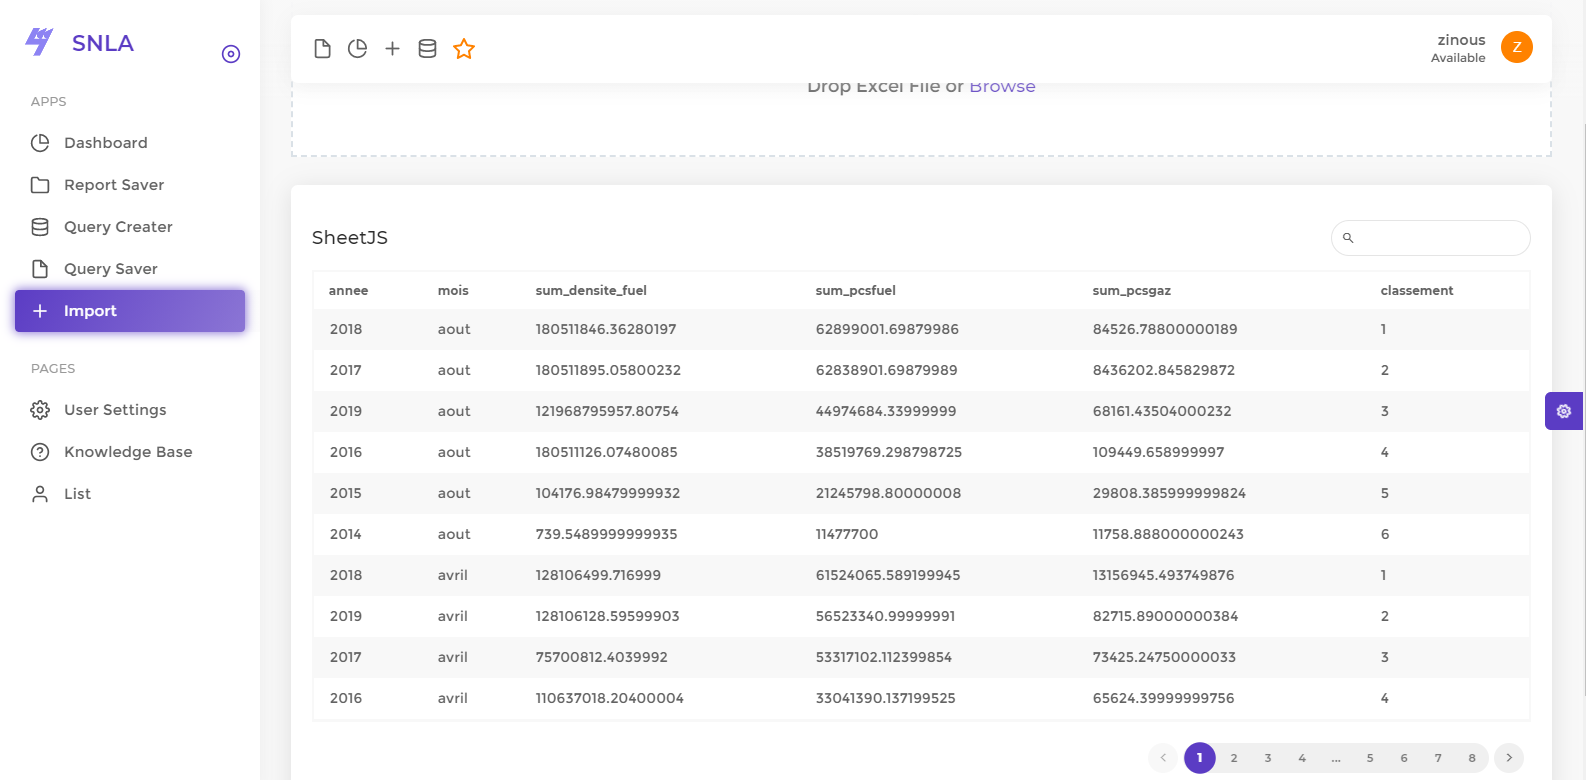 SNLA
APPS
Dashboard
Report Saver
Query Creater
Query Saver
Import
PAGES
User Settings
Knowledge Base
List
zinous
Available
Z
Drop Excel File or Browse
SheetJS
annee mois sum_densite_fuel sum_pcsfuel sum_pcsgaz classement
2018 aout 180511846.36280197 62899001.69879986 84526.78800000189 1
2017 aout 180511895.05800232 62838901.69879989 8436202.845829872 2
2019 aout 121968795957.80754 44974684.33999999 68161.43504000232 3
2016 aout 180511126.07480085 38519769.298798725 109449.658999997 4
2015 aout 104176.98479999932 21245798.80000008 29808.385999999824 5
2014 aout 739.5489999999935 11477700 11758.888000000243 6
2018 avril 128106499.716999 61524065.589199945 13156945.493749876 1
2019 avril 128106128.59599903 56523340.99999991 82715.89000000384 2
2017 avril 75700812.4039992 53317102.112399854 73425.24750000033 3
2016 avril 110637018.20400004 33041390.137199525 65624.39999999756 4
1 2 3 4 ... 5 6 7 8